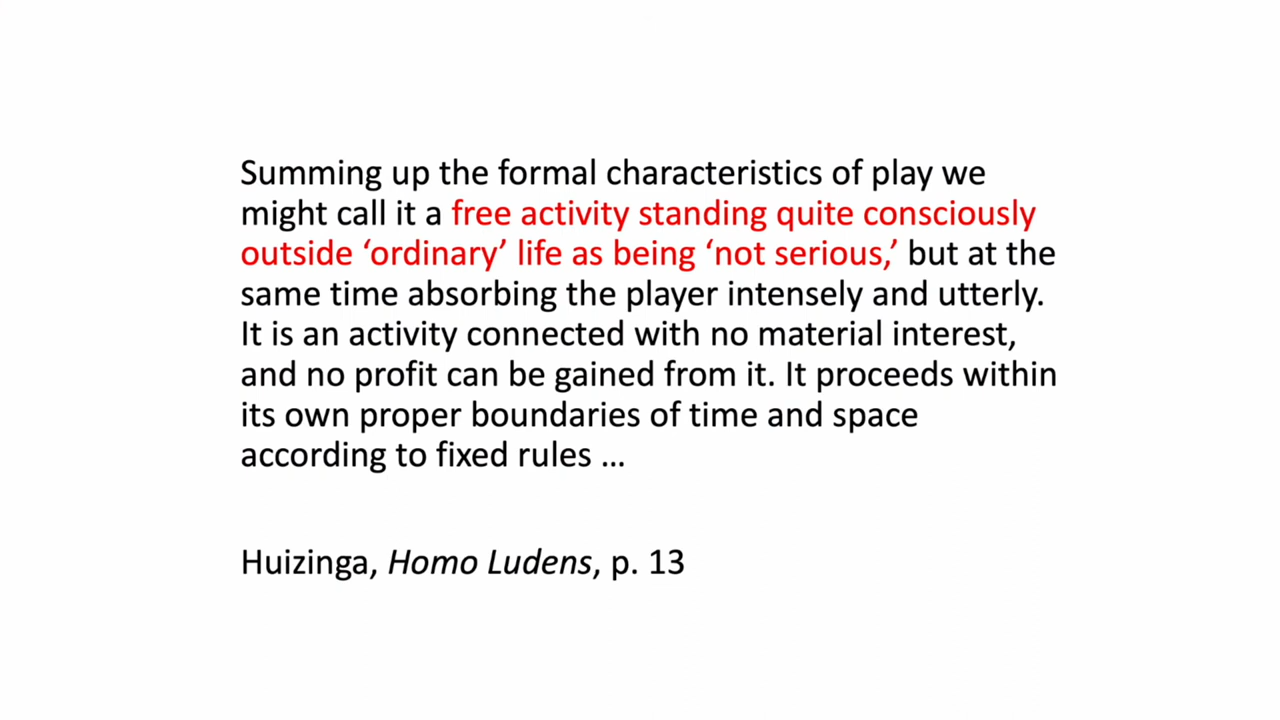 Summing up the formal characteristics of play we
might call it a free activity standing quite consciously
outside ‘ordinary’ life as being ‘not serious,’ but at the
same time absorbing the player intensely and utterly.
It is an activity connected with no material interest,
and no profit can be gained from it. It proceeds within
its own proper boundaries of time and space
according to fixed rules …
Huizinga, Homo Ludens, p. 13